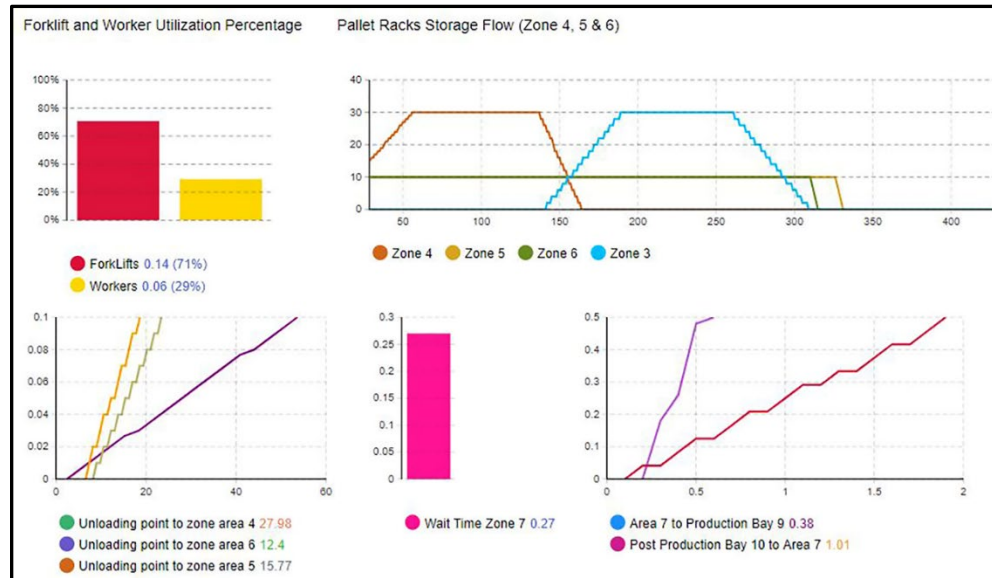 Forklift and Worker Utilization Percentage
Pallet Racks Storage Flow (Zone 4, 5 & 6)
100%
80%
60%
40%
20%
0%
ForkLifts 0.14 (71%)
Workers 0.06 (29%)
40
30
20
10
0
50 100 150 200 250 300 350 400
Zone 4 Zone 5 Zone 6 Zone 3
0.1
0.08
0.06
0.04
0.02
0
0 20 40 60
Unloading point to zone area 4 27.98
Unloading point to zone area 6 12.4
Unloading point to zone area 5 15.77
0.3
0.25
0.2
0.15
0.1
0.05
0
Wait Time Zone 7 0.27
0.5
0.4
0.3
0.2
0.1
0
0 0.5 1 1.5 2
Area 7 to Production Bay 9 0.38
Post Production Bay 10 to Area 7 1.01